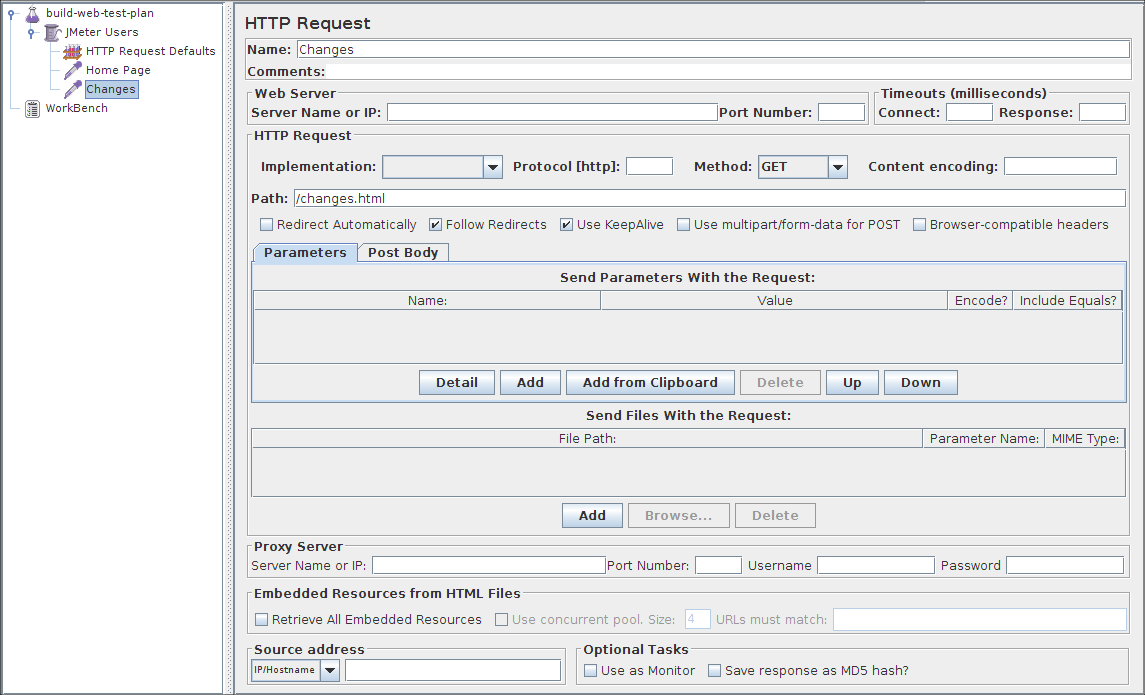 build-web-test-plan
JMeter Users
HTTP Request Defaults
Home Page
Changes
WorkBench
HTTP Request
Name: Changes
Comments:
Web Server
Server Name or IP: Port Number:
Timeouts (milliseconds)
Connect: Response:
HTTP Request
Implementation: Protocol [http]: Method: GET Content encoding:
Path: /changes.html
Redirect Automatically Follow Redirects Use KeepAlive Use multipart/form-data for POST Browser-compatible headers
Parameters Post Body
Send Parameters With the Request:
Name: Value Encode? Include Equals?
Detail Add Add from Clipboard Delete Up Down
Send Files With the Request:
File Path: Parameter Name: MIME Type:
Add Browse... Delete
Proxy Server
Server Name or IP: Port Number: Username Password
Embedded Resources from HTML Files
Retrieve All Embedded Resources Use concurrent pool. Size: 4 URLs must match:
Source address
IP/Hostname
Optional Tasks
Use as Monitor Save response as MD5 hash?